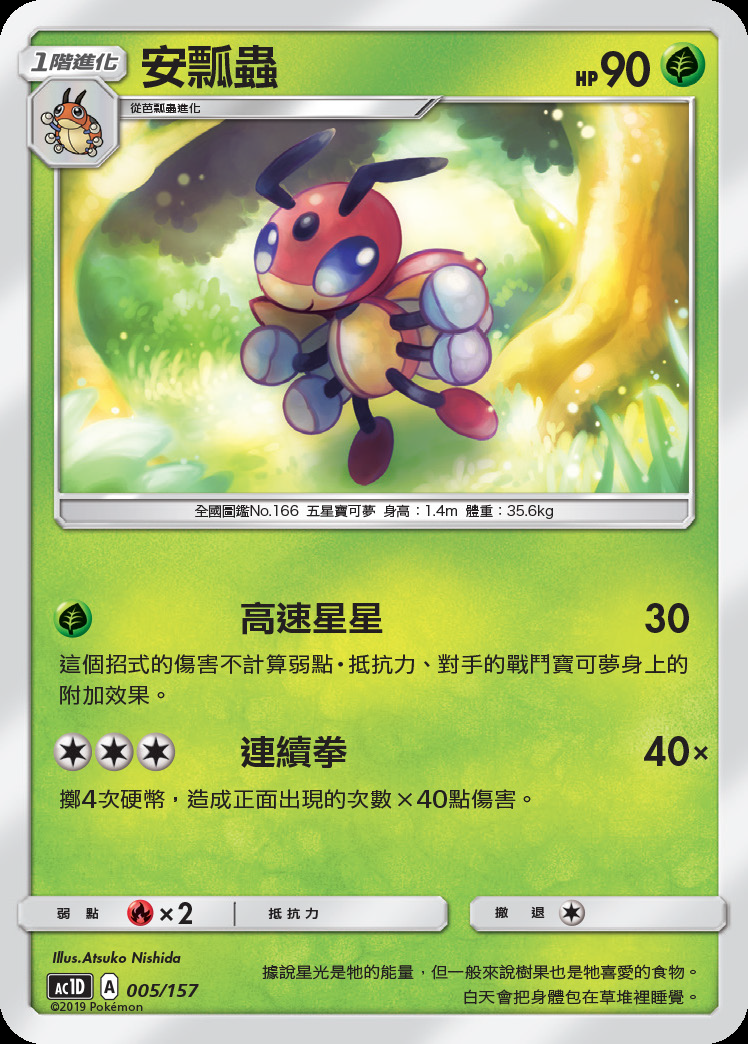 1階進化 安瓢蟲 HP 90
從芭瓢蟲進化
全國圖鑑No.166 五星寶可夢 身高：1.4m 體重：35.6kg
高速星星 30
這個招式的傷害不計算弱點・抵抗力、對手的戰鬥寶可夢身上的
附加效果。
連續拳 40×
擲4次硬幣，造成正面出現的次數×40點傷害。
弱點 ×2 抵抗力 撤退
Illus.Atsuko Nishida
據說星光是牠的能量，但一般來說樹果也是牠喜愛的食物。
白天會把身體包在草堆裡睡覺。
AC1D A 005/157
©2019 Pokémon